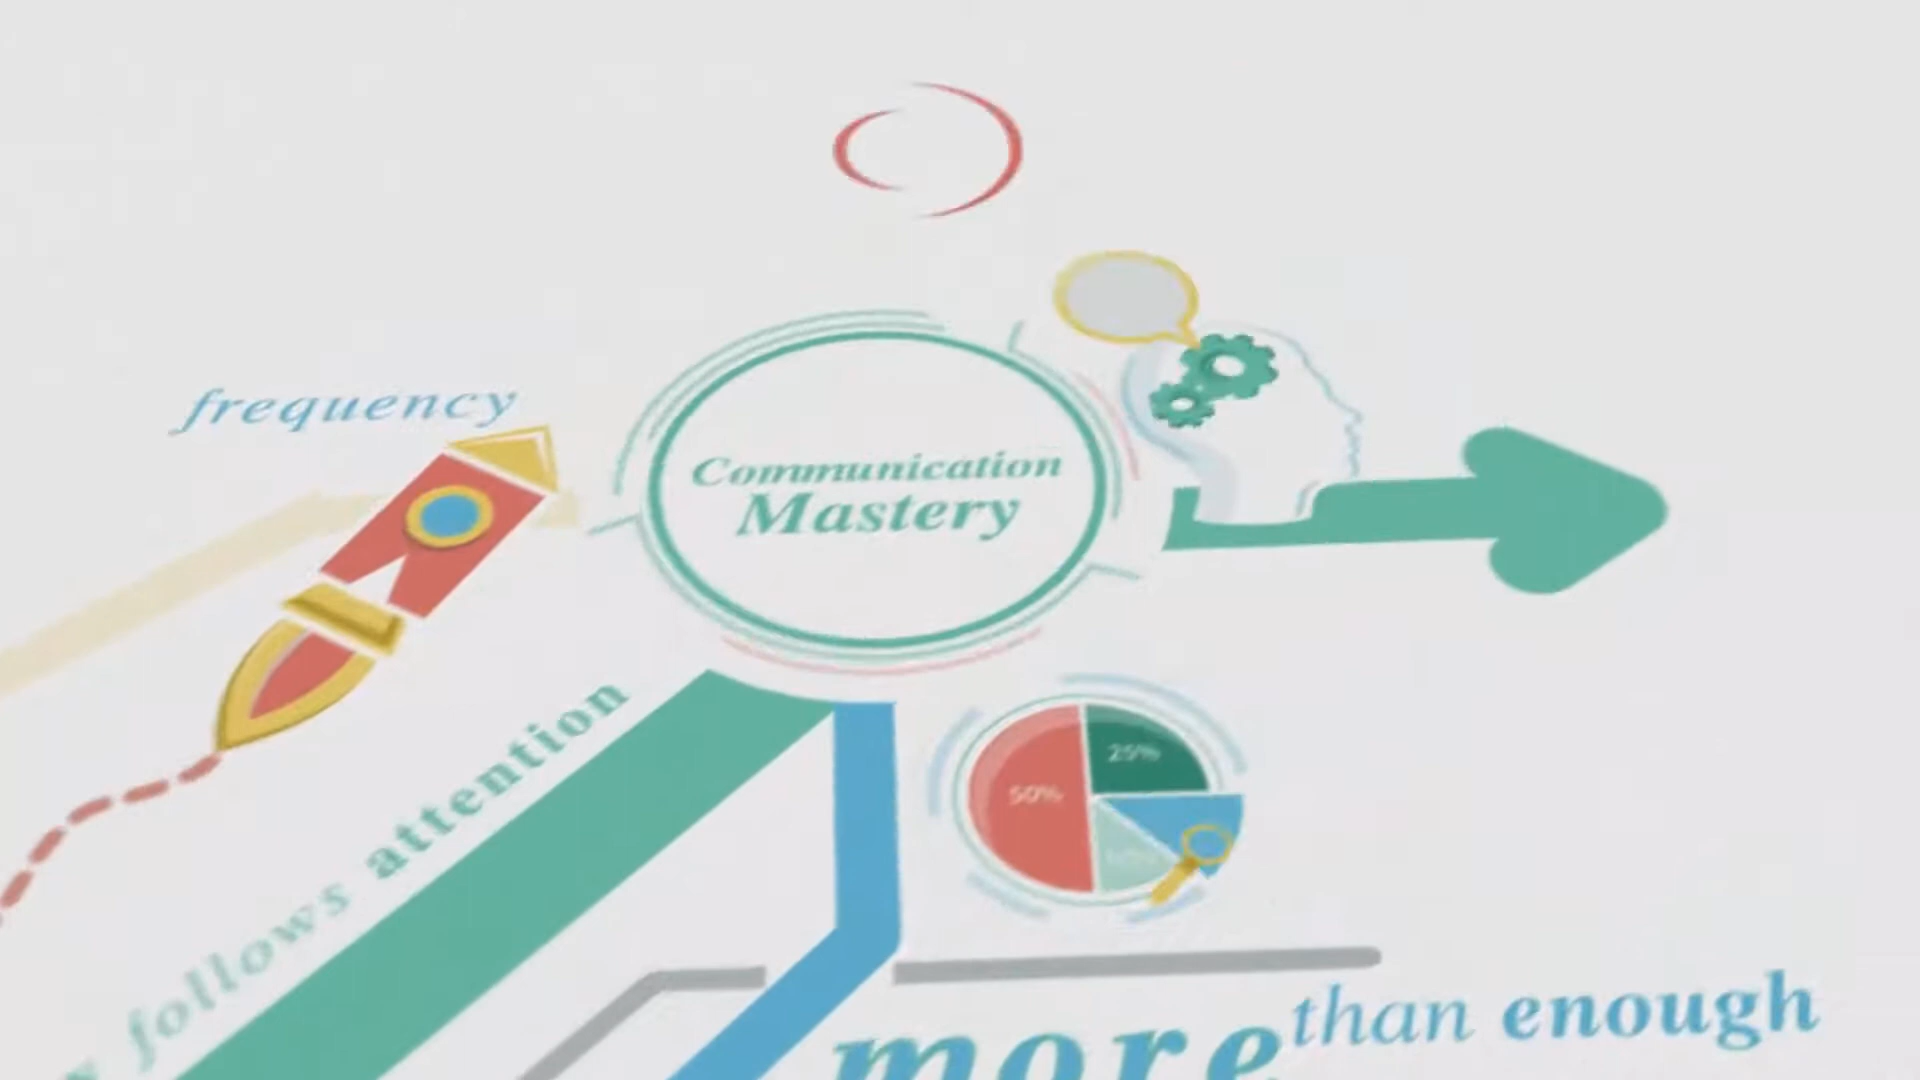 frequency
Communication
Mastery
follows attention
25%
50%
more than enough